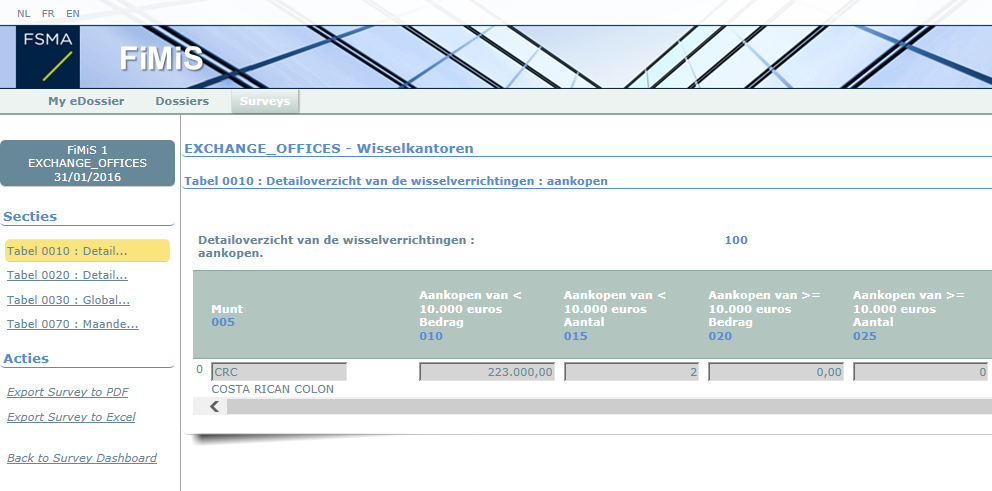 NL FR EN
FSMA
FiMiS
My eDossier Dossiers Surveys
FiMiS 1
EXCHANGE_OFFICES
31/01/2016
Secties
Tabel 0010 : Detail...
Tabel 0020 : Detail...
Tabel 0030 : Global...
Tabel 0070 : Maande...
Acties
Export Survey to PDF
Export Survey to Excel
Back to Survey Dashboard
EXCHANGE_OFFICES - Wisselkantoren
Tabel 0010 : Detailoverzicht van de wisselverrichtingen : aankopen
Detailoverzicht van de wisselverrichtingen :
aankopen.
100
Munt
005
Aankopen van <
10.000 euros
Bedrag
010
Aankopen van <
10.000 euros
Aantal
015
Aankopen van >=
10.000 euros
Bedrag
020
Aankopen van >=
10.000 euros
Aantal
025
0 CRC 223.000,00 2 0,00 0
COSTA RICAN COLON